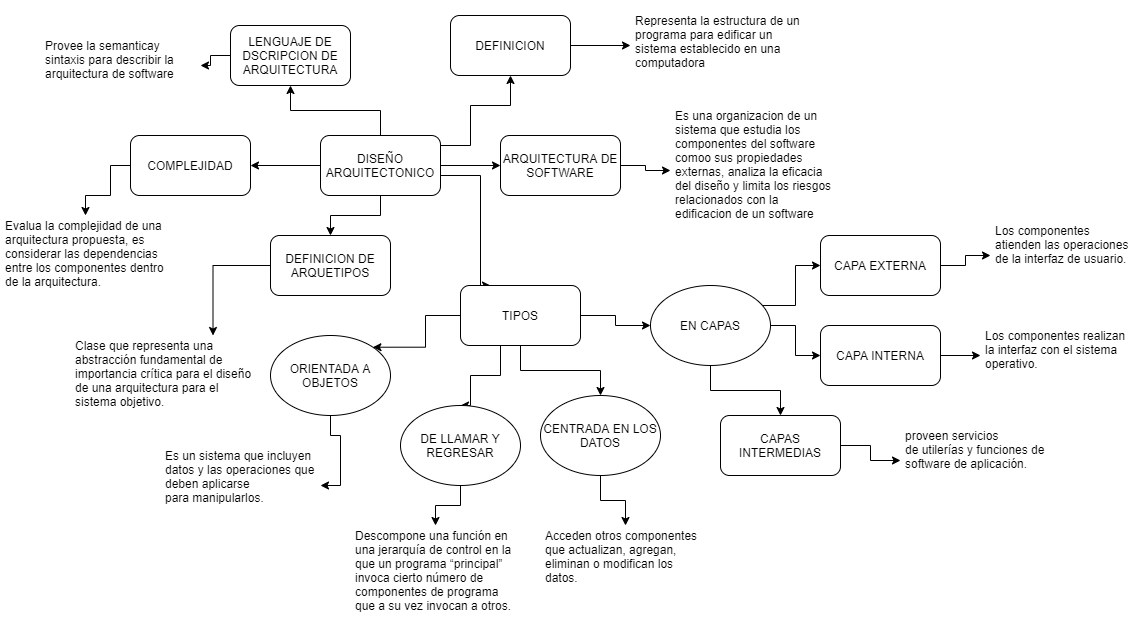 Provee la semanticay
sintaxis para describir la
arquitectura de software
LENGUAJE DE
DSCRIPCION DE
ARQUITECTURA
DEFINICION
Representa la estructura de un
programa para edificar un
sistema establecido en una
computadora
COMPLEJIDAD
DISEÑO
ARQUITECTONICO
ARQUITECTURA DE
SOFTWARE
Es una organizacion de un
sistema que estudia los
componentes del software
comoo sus propiedades
externas, analiza la eficacia
del diseño y limita los riesgos
relacionados con la
edificacion de un software
Evalua la complejidad de una
arquitectura propuesta, es
considerar las dependencias
entre los componentes dentro
de la arquitectura.
DEFINICION DE
ARQUETIPOS
CAPA EXTERNA
Los componentes
atienden las operaciones
de la interfaz de usuario.
TIPOS
EN CAPAS
CAPA INTERNA
Los componentes realizan
la interfaz con el sistema
operativo.
Clase que representa una
abstracción fundamental de
importancia crítica para el diseño
de una arquitectura para el
sistema objetivo.
ORIENTADA A
OBJETOS
DE LLAMAR Y
REGRESAR
CENTRADA EN LOS
DATOS
CAPAS
INTERMEDIAS
proveen servicios
de utilerías y funciones de
software de aplicación.
Es un sistema que incluyen
datos y las operaciones que
deben aplicarse
para manipularlos.
Descompone una función en
una jerarquía de control en la
que un programa “principal”
invoca cierto número de
componentes de programa
que a su vez invocan a otros.
Acceden otros componentes
que actualizan, agregan,
eliminan o modifican los
datos.